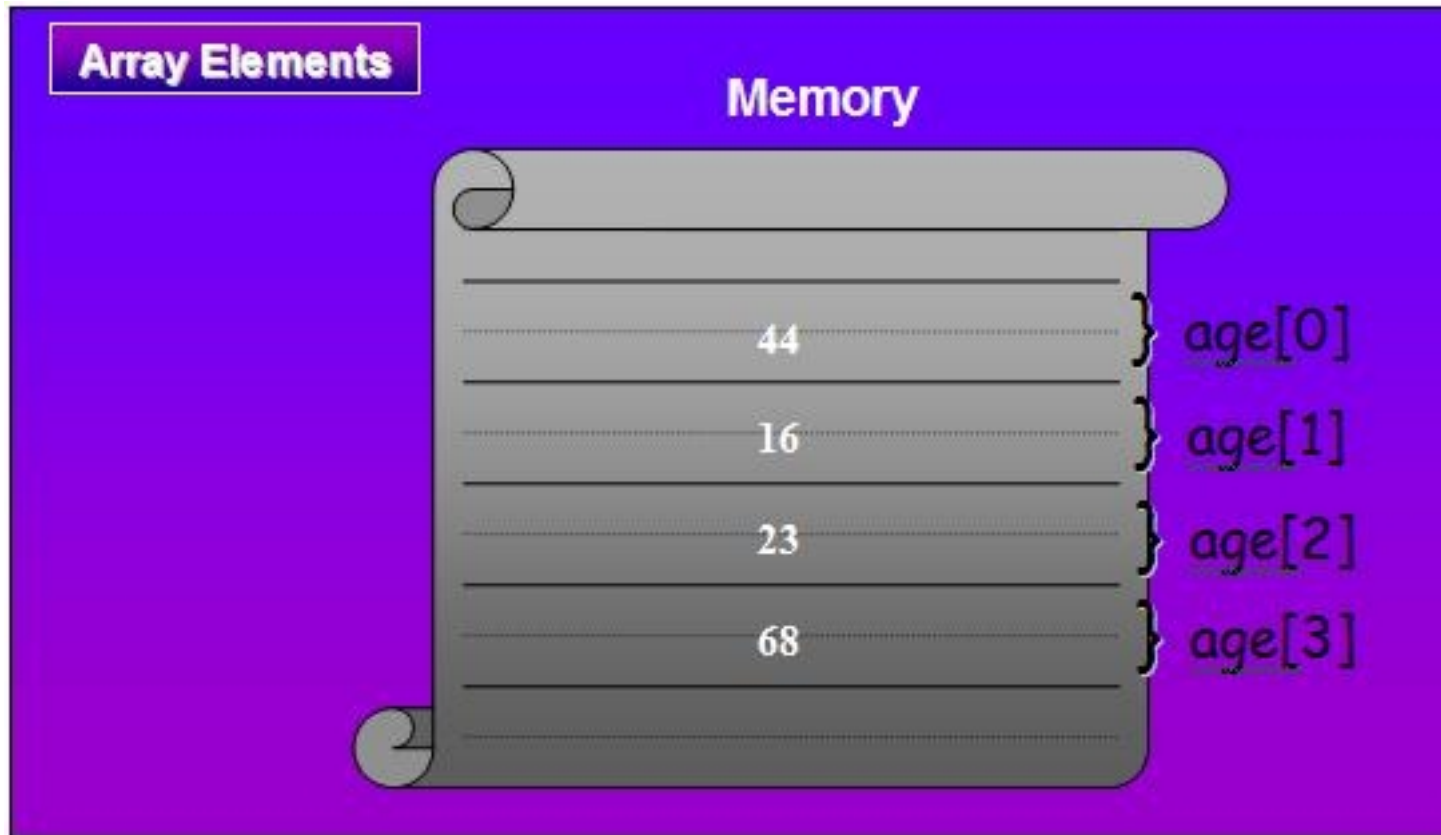 Array Elements
Memory
44 age[0]
16 age[1]
23 age[2]
68 age[3]